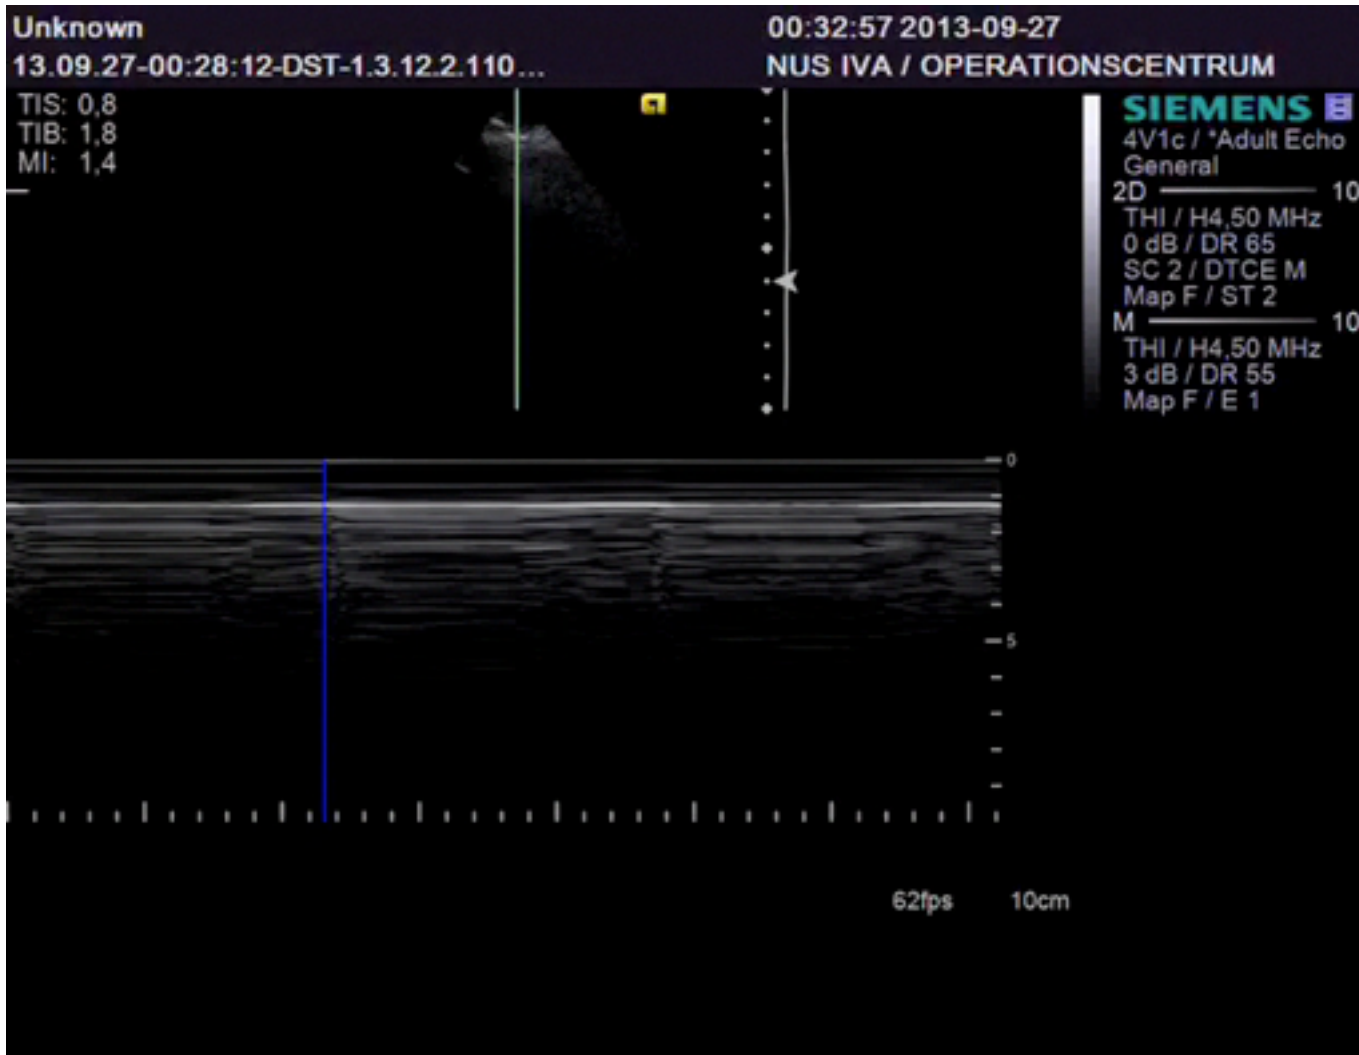 Unknown
00:32:57 2013-09-27
13.09.27-00:28:12-DST-1.3.12.2.110...
NUS IVA / OPERATIONSCENTRUM
TIS: 0,8
TIB: 1,8
MI: 1,4
SIEMENS
4V1c / *Adult Echo
General
2D 10
THI / H4,50 MHz
0 dB / DR 65
SC 2 / DTCE M
Map F / ST 2
M 10
THI / H4,50 MHz
3 dB / DR 55
Map F / E 1
0
5
62fps 10cm